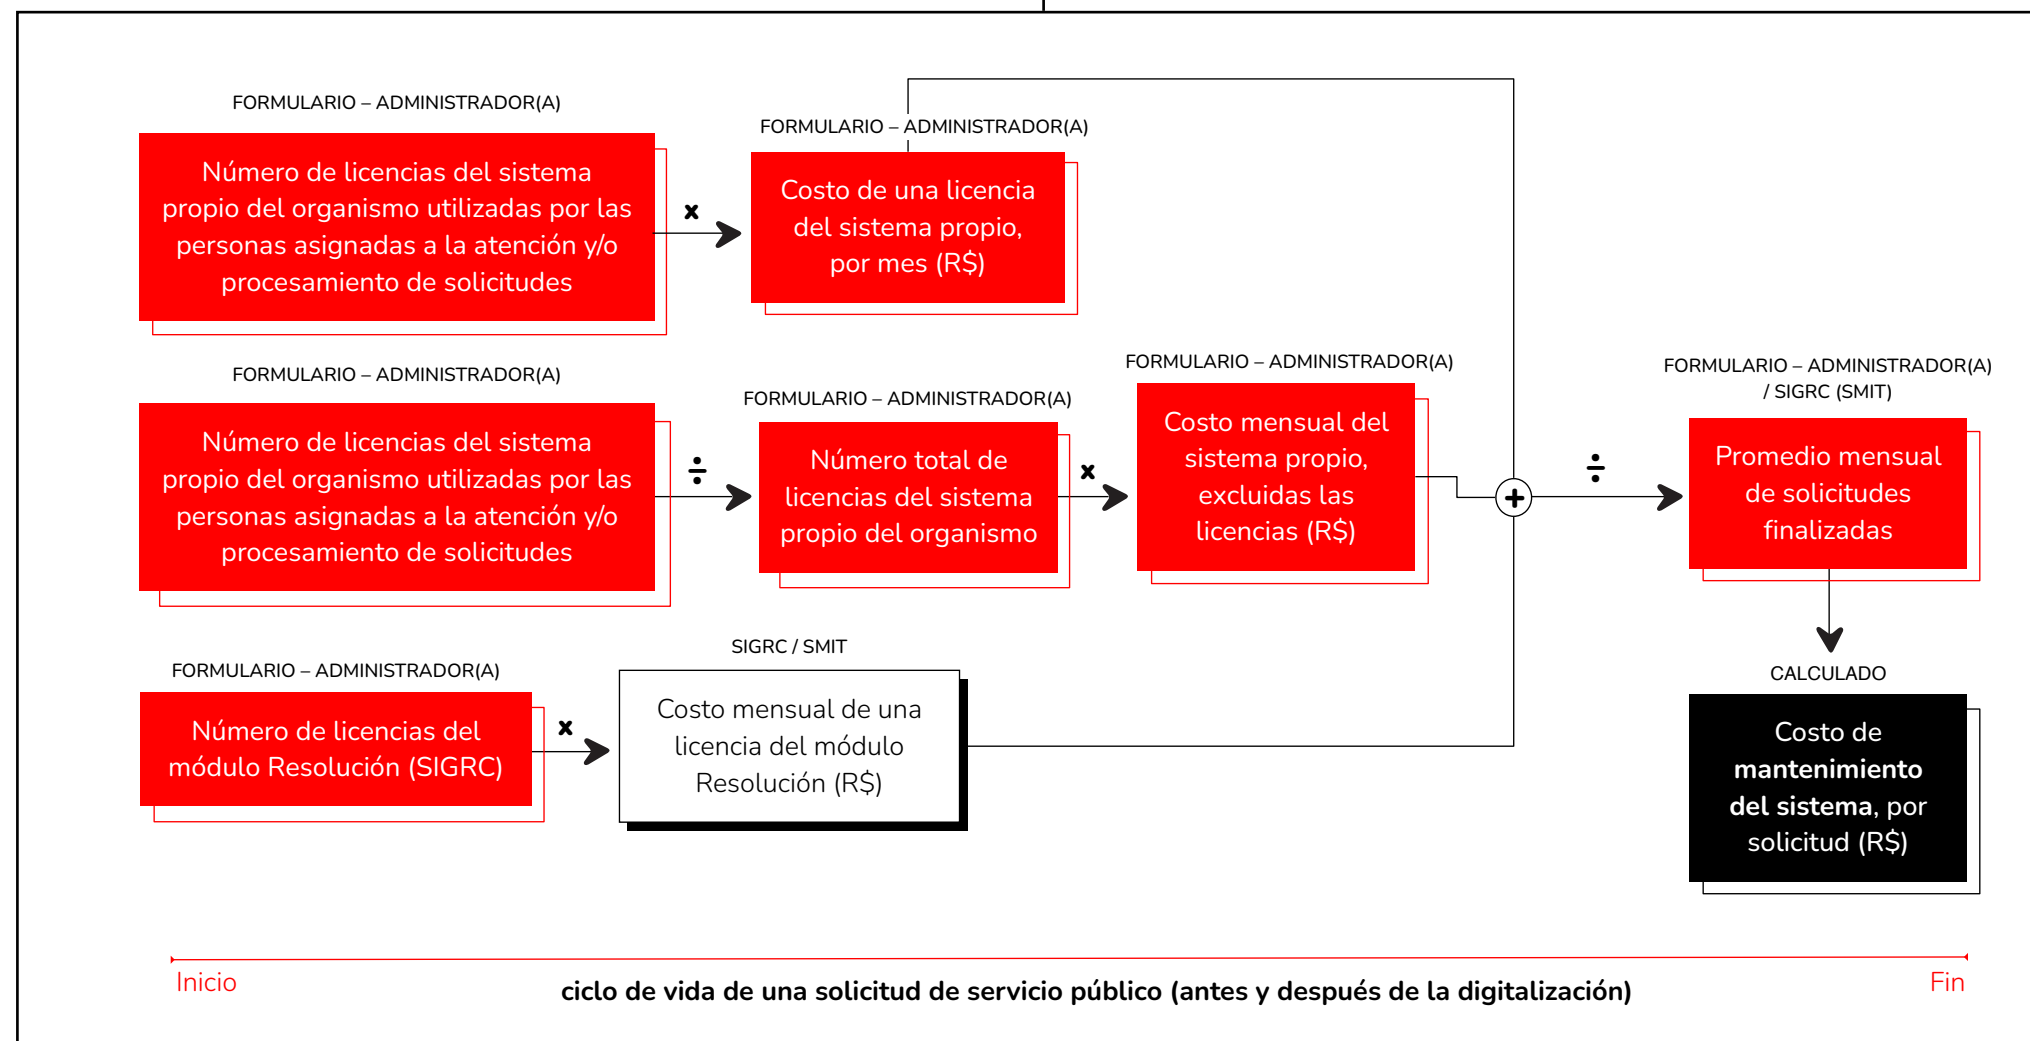 FORMULARIO – ADMINISTRADOR(A)
Número de licencias del sistema
propio del organismo utilizadas por las
personas asignadas a la atención y/o
procesamiento de solicitudes
x
FORMULARIO – ADMINISTRADOR(A)
Costo de una licencia
del sistema propio,
por mes (R$)
FORMULARIO – ADMINISTRADOR(A)
Número de licencias del sistema
propio del organismo utilizadas por las
personas asignadas a la atención y/o
procesamiento de solicitudes
÷
FORMULARIO – ADMINISTRADOR(A)
Número total de
licencias del sistema
propio del organismo
x
FORMULARIO – ADMINISTRADOR(A)
Costo mensual del
sistema propio,
excluidas las
licencias (R$)
+
÷
FORMULARIO – ADMINISTRADOR(A)
/ SIGRC (SMIT)
Promedio mensual
de solicitudes
finalizadas
FORMULARIO – ADMINISTRADOR(A)
Número de licencias del
módulo Resolución (SIGRC)
x
SIGRC / SMIT
Costo mensual de una
licencia del módulo
Resolución (R$)
CALCULADO
Costo de
mantenimiento
del sistema, por
solicitud (R$)
Inicio
ciclo de vida de una solicitud de servicio público (antes y después de la digitalización)
Fin